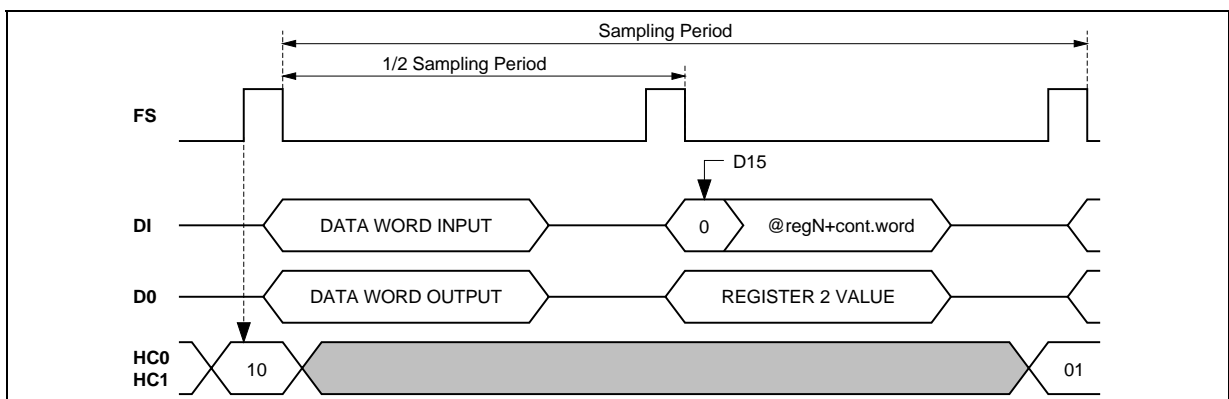 Sampling Period
1/2 Sampling Period
FS
D15
DI
DATA WORD INPUT
0
@regN+cont.word
D0
DATA WORD OUTPUT
REGISTER 2 VALUE
HC0
HC1
10
01